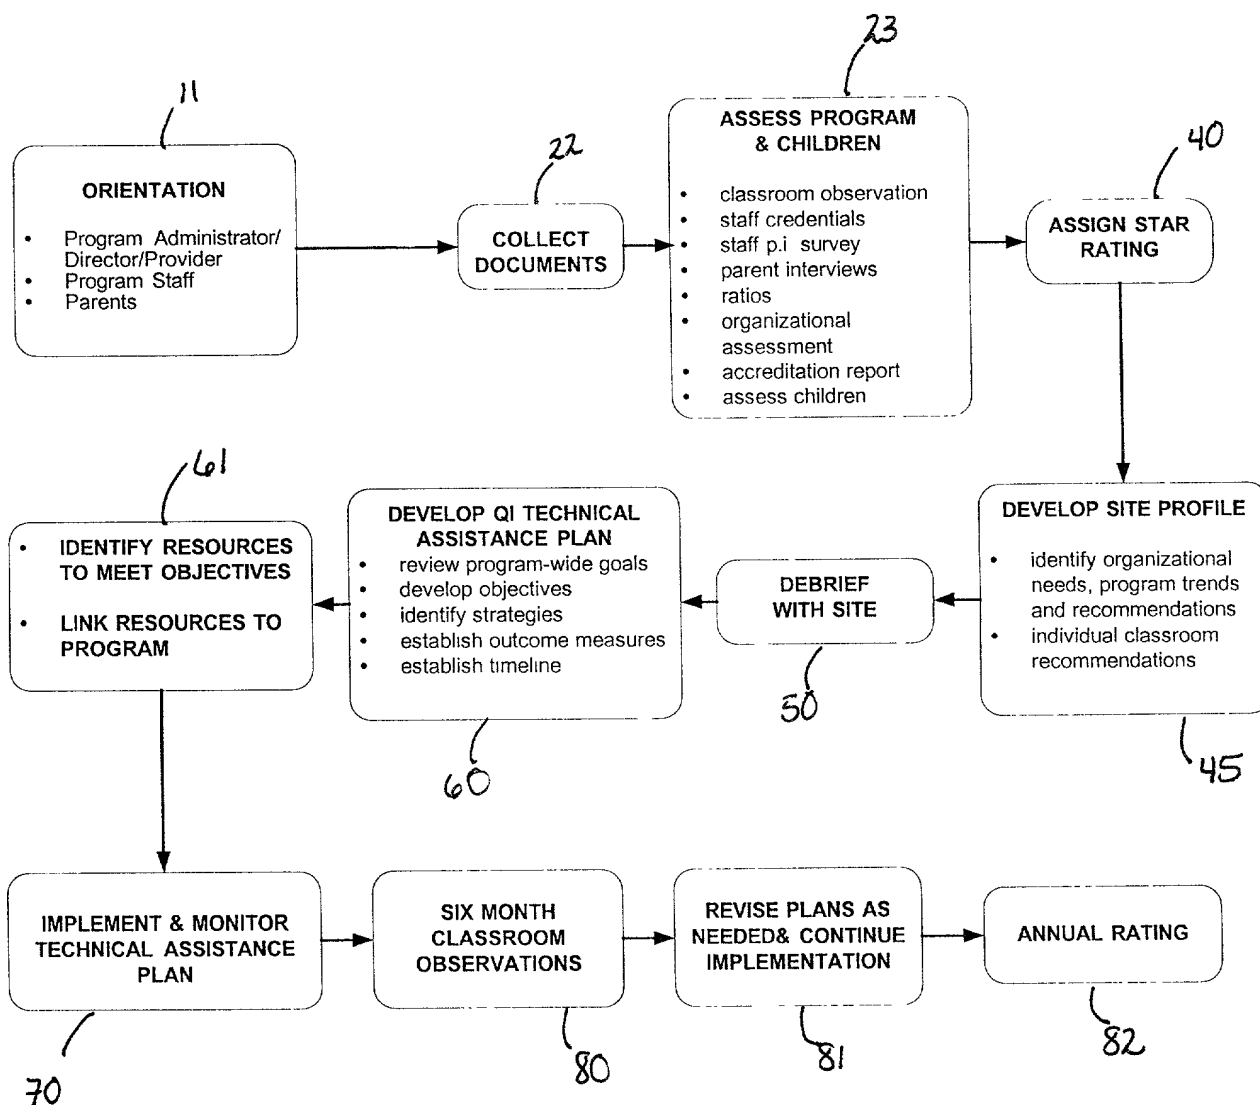 11
ORIENTATION
• Program Administrator/
Director/Provider
• Program Staff
• Parents
22
COLLECT
DOCUMENTS
23
ASSESS PROGRAM
& CHILDREN
• classroom observation
• staff credentials
• staff p.i survey
• parent interviews
• ratios
• organizational
assessment
• accreditation report
• assess children
40
ASSIGN STAR
RATING
DEVELOP SITE PROFILE
• identify organizational
needs, program trends
and recommendations
• individual classroom
recommendations
45
DEBRIEF
WITH SITE
50
DEVELOP QI TECHNICAL
ASSISTANCE PLAN
• review program-wide goals
• develop objectives
• identify strategies
• establish outcome measures
• establish timeline
60
61
• IDENTIFY RESOURCES
TO MEET OBJECTIVES
• LINK RESOURCES TO
PROGRAM
IMPLEMENT & MONITOR
TECHNICAL ASSISTANCE
PLAN
70
SIX MONTH
CLASSROOM
OBSERVATIONS
80
REVISE PLANS AS
NEEDED& CONTINUE
IMPLEMENTATION
81
ANNUAL RATING
82